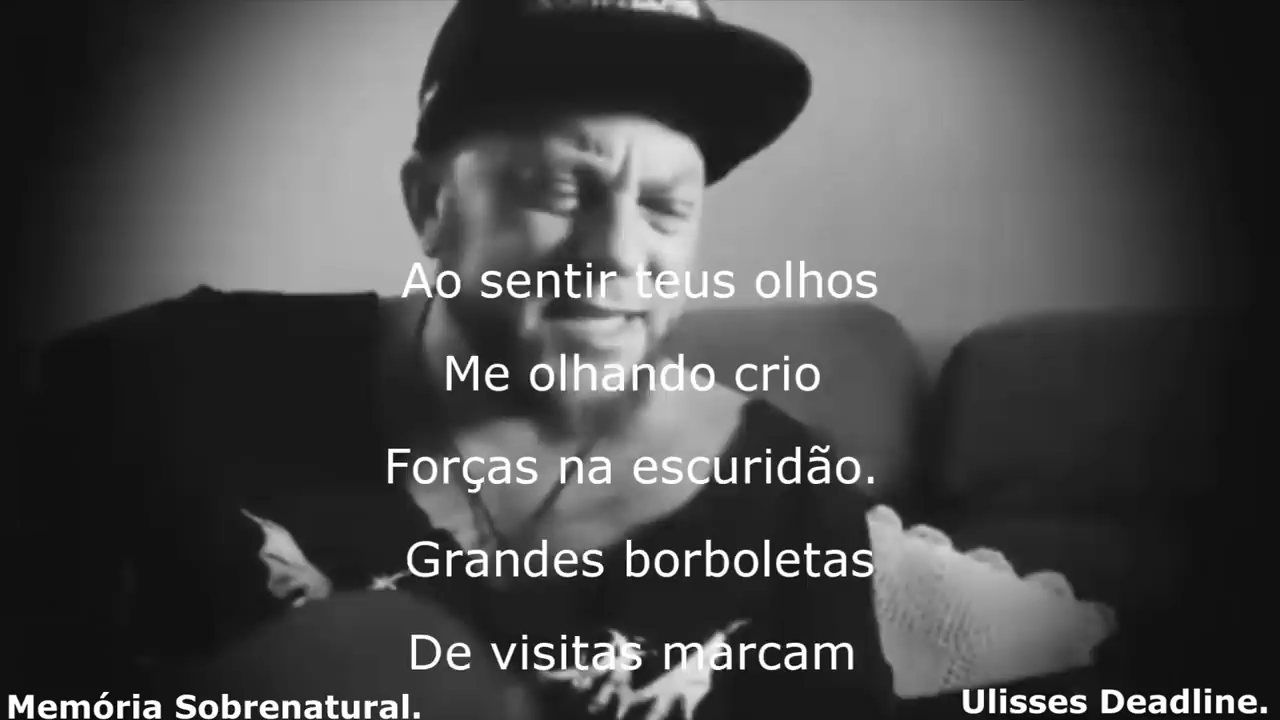 Ao sentir teus olhos
Me olhando crio
Forças na escuridão.
Grandes borboletas
De visitas marcam
Memória Sobrenatural.
Ulisses Deadline.